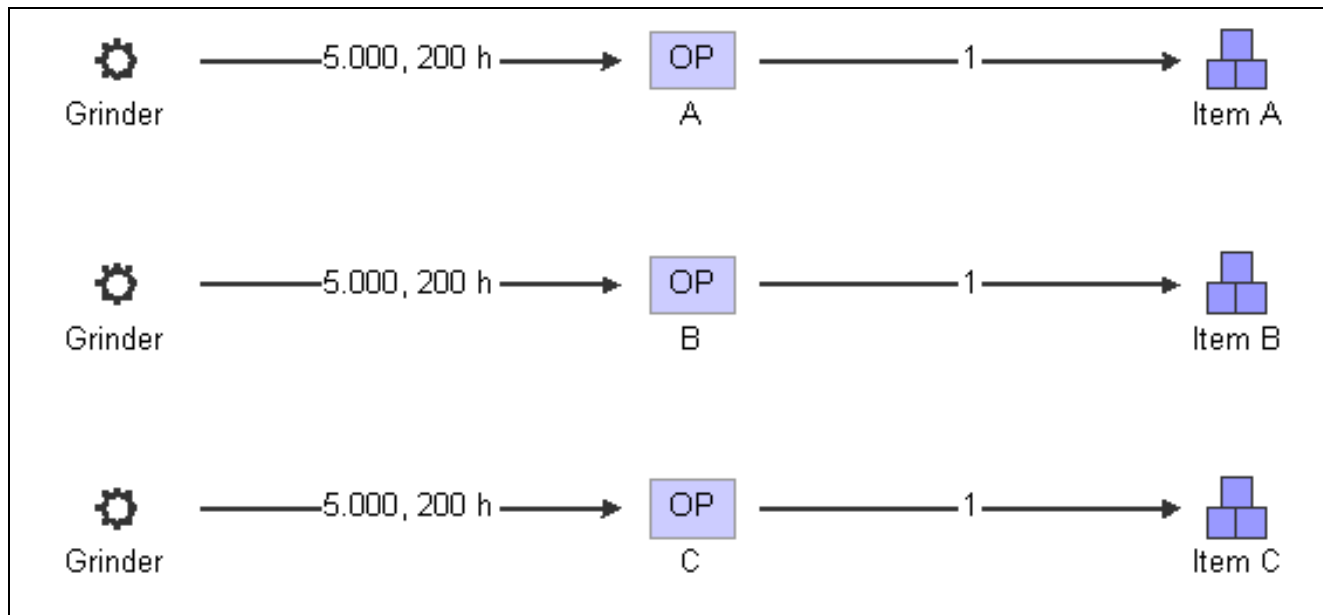 5.000, 200 h OP 1
Grinder A Item A
5.000, 200 h OP 1
Grinder B Item B
5.000, 200 h OP 1
Grinder C Item C